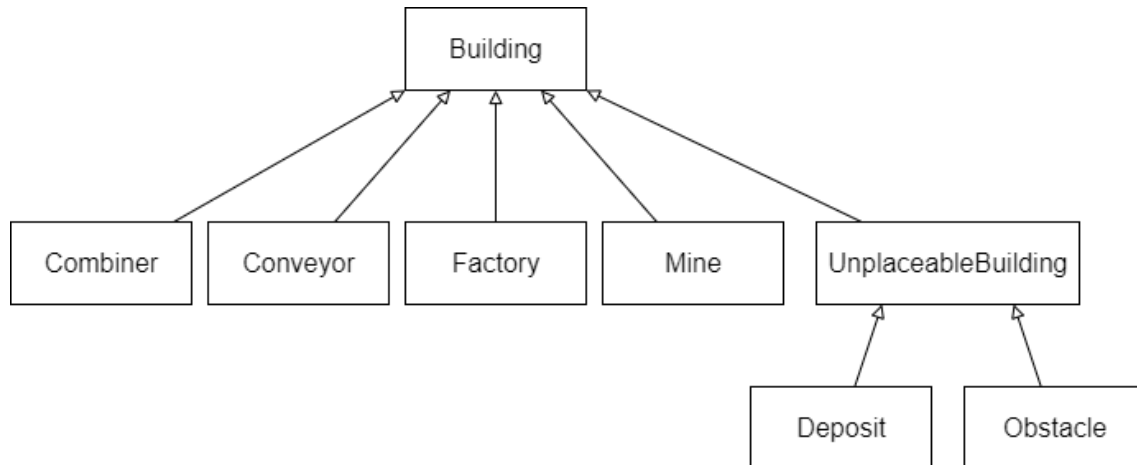 Building
Combiner
Conveyor
Factory
Mine
UnplaceableBuilding
Deposit
Obstacle